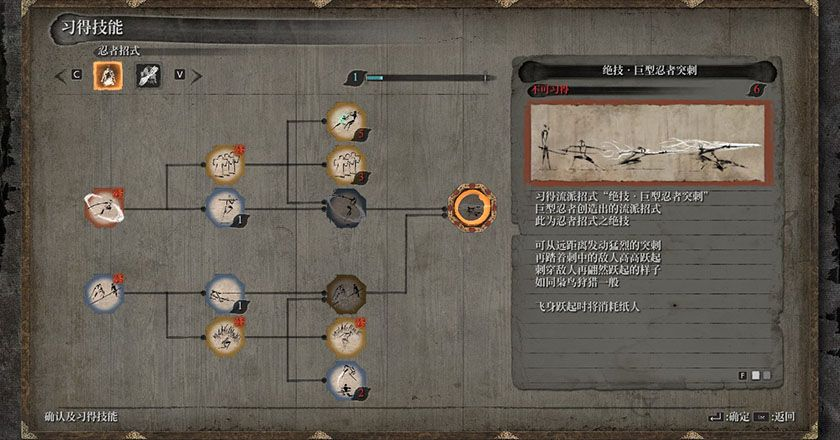 习得技能
忍者招式
C
V
1
绝技·巨型忍者突刺
不可习得
6
习得流派招式“绝技·巨型忍者突刺”
巨型忍者创造出的流派招式
此为忍者招式之绝技
可从远距离发动猛烈的突刺
再踏着刺中的敌人高高跃起
刺穿敌人再翩然跃起的样子
如同枭鸟狩猎一般
飞身跃起时将消耗纸人
5
3
1
1
2
F
确认及习得技能
:确定
:返回